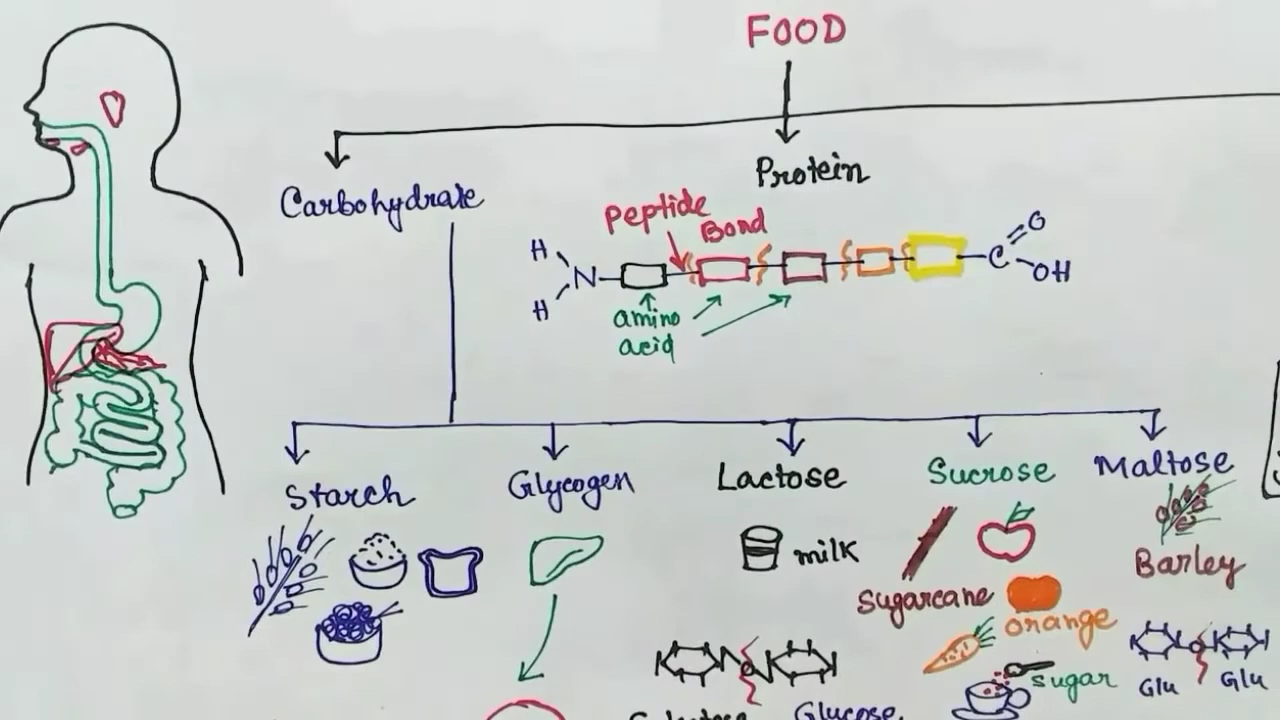 FOOD
Carbohydrate
Protein
Peptide
Bond
H
N
H
C
O
OH
amino
acid
Starch
Glycogen
Lactose
Sucrose
Maltose
milk
Sugarcane
orange
sugar
Barley
Glucose
Glu
Glu